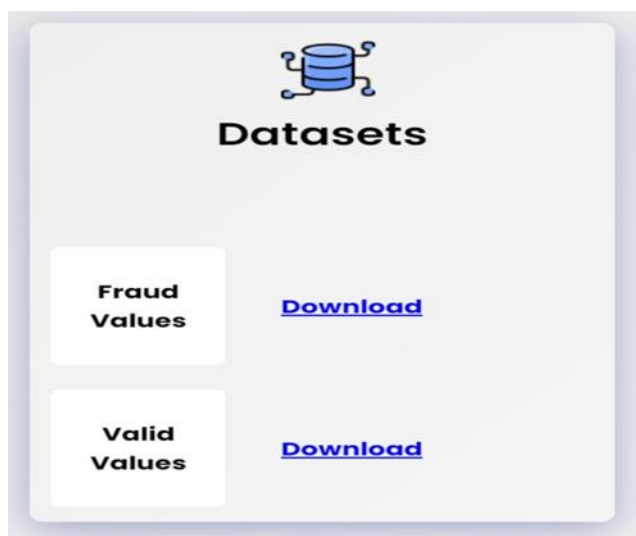 Datasets
Fraud
Values
Download
Valid
Values
Download